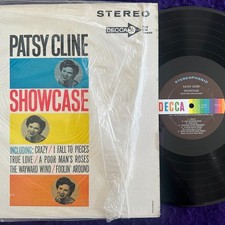 STEREO
PATSY CLINE
DECCA
SHOWCASE
INCLUDING: CRAZY / I FALL TO PIECES
TRUE LOVE / A POOR MAN'S ROSES
THE WAYWARD WIND / FOOLIN' AROUND
DECCA